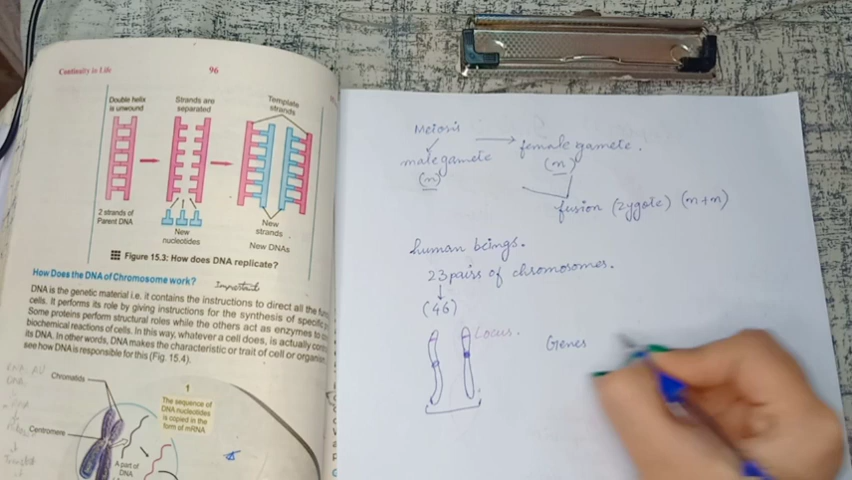 Continuity in Life
96
Double helix
is unwound
Strands are
separated
Template
strands
2 strands of
Parent DNA
New
nucleotides
New
strands
New DNAs
Figure 15.3: How does DNA replicate?
How Does the DNA of Chromosome work?
Important
DNA is the genetic material i.e. it contains the instructions to direct all the
cells. It performs its role by giving instructions for the synthesis of
Some proteins perform structural roles while the others act as enzymes to
biochemical reactions of cells. In this way, whatever a cell does, is actually
its DNA. In other words, DNA makes the characteristic or trait of cell or
see how DNA is responsible for this (Fig. 15.4).
Chromatids
Centromere
1
The sequence of
DNA nucleotides
is copied in the
form of mRNA
A part of
DNA
Meiosis
male gamete
(n)
female gamete.
(n)
fusion (zygote) (n+n)
human beings.
23 pairs of chromosomes.
(46)
Locus.
Genes